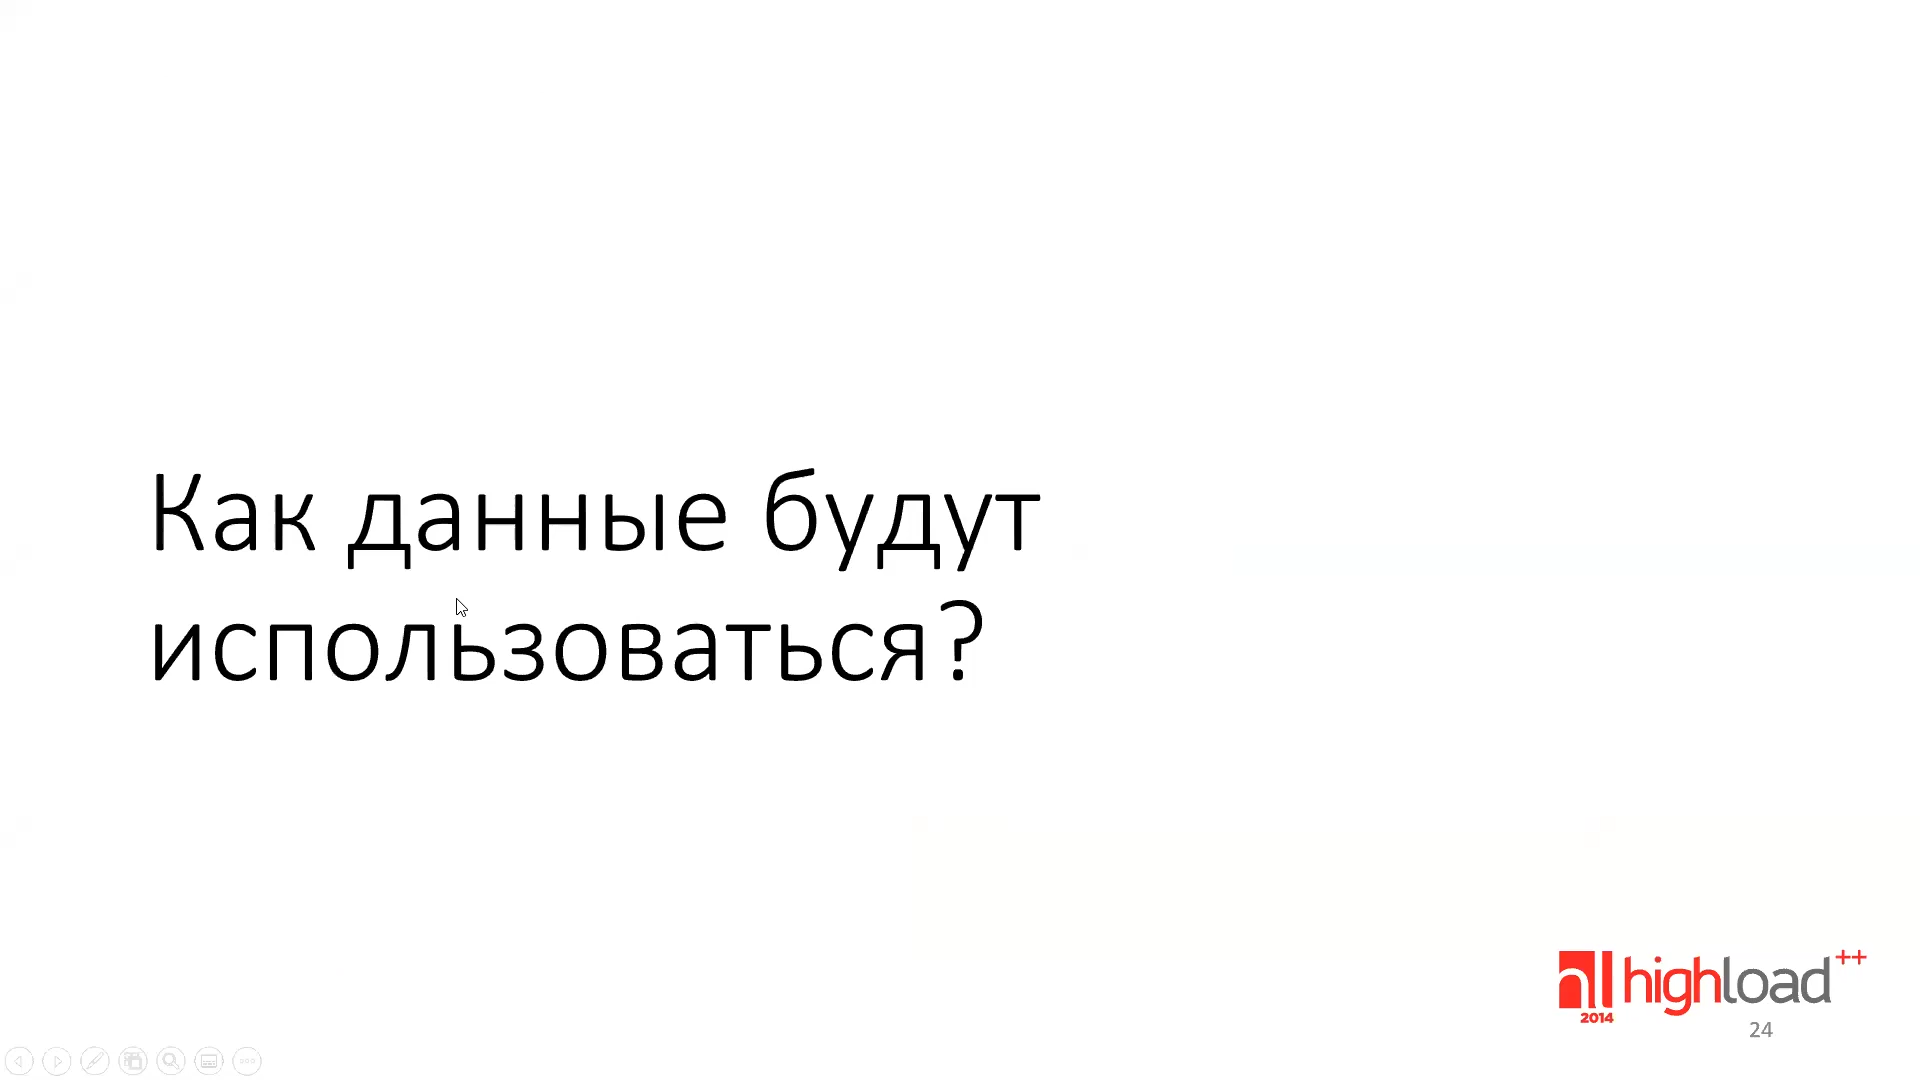 Как данные будут
использоваться?
highload++
2014
24